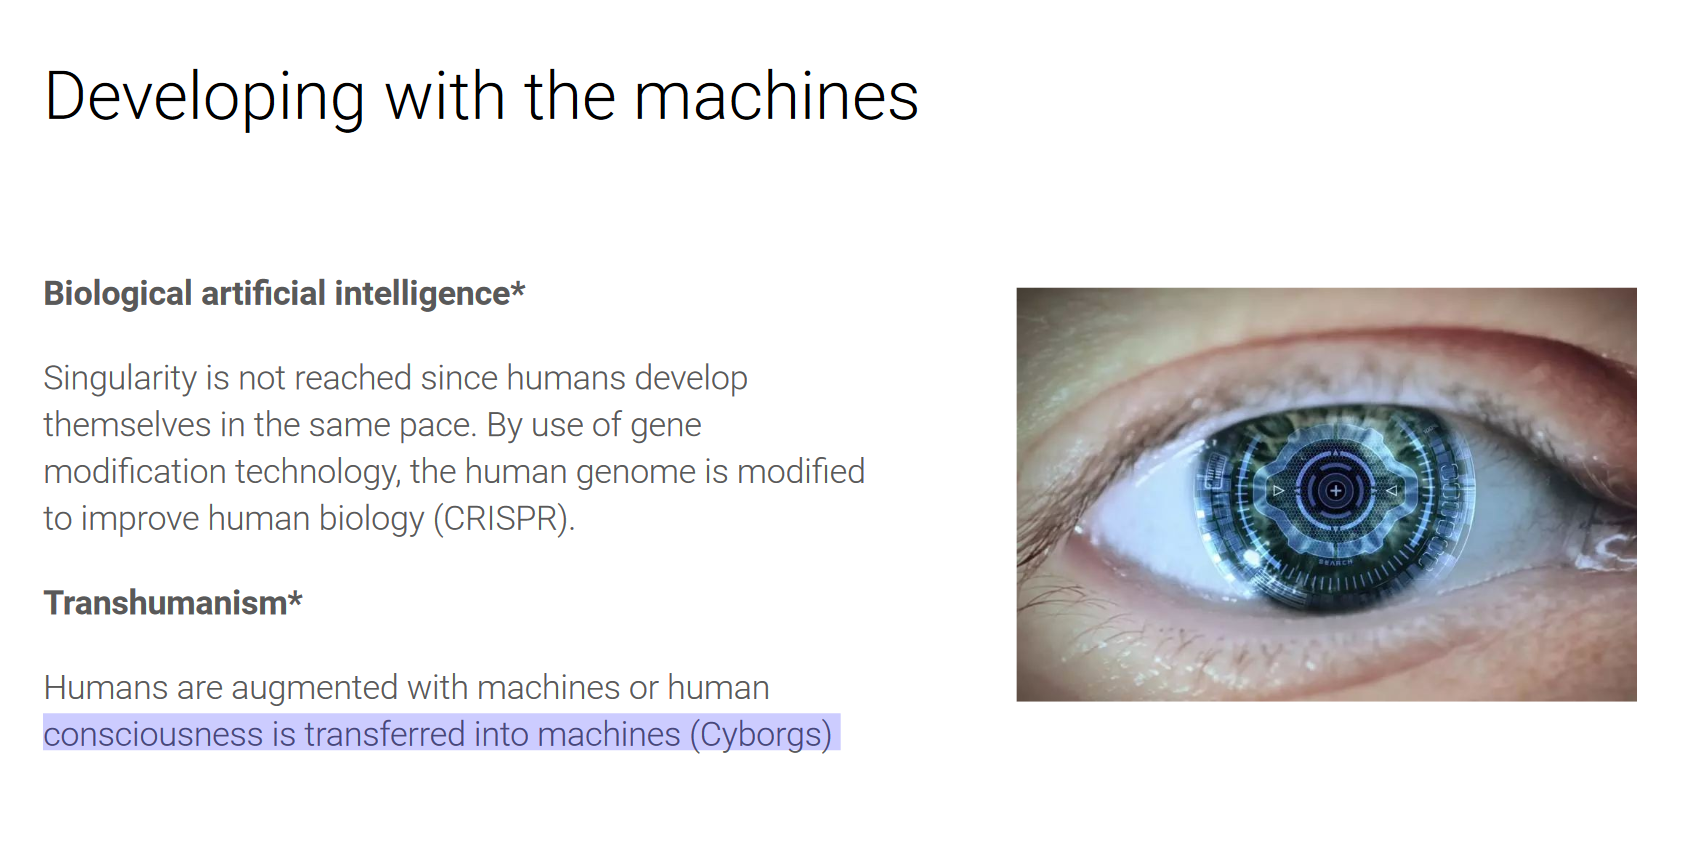 Developing with the machines
Biological artificial intelligence*
Singularity is not reached since humans develop
themselves in the same pace. By use of gene
modification technology, the human genome is modified
to improve human biology (CRISPR).
Transhumanism*
Humans are augmented with machines or human
consciousness is transferred into machines (Cyborgs)
SEARCH